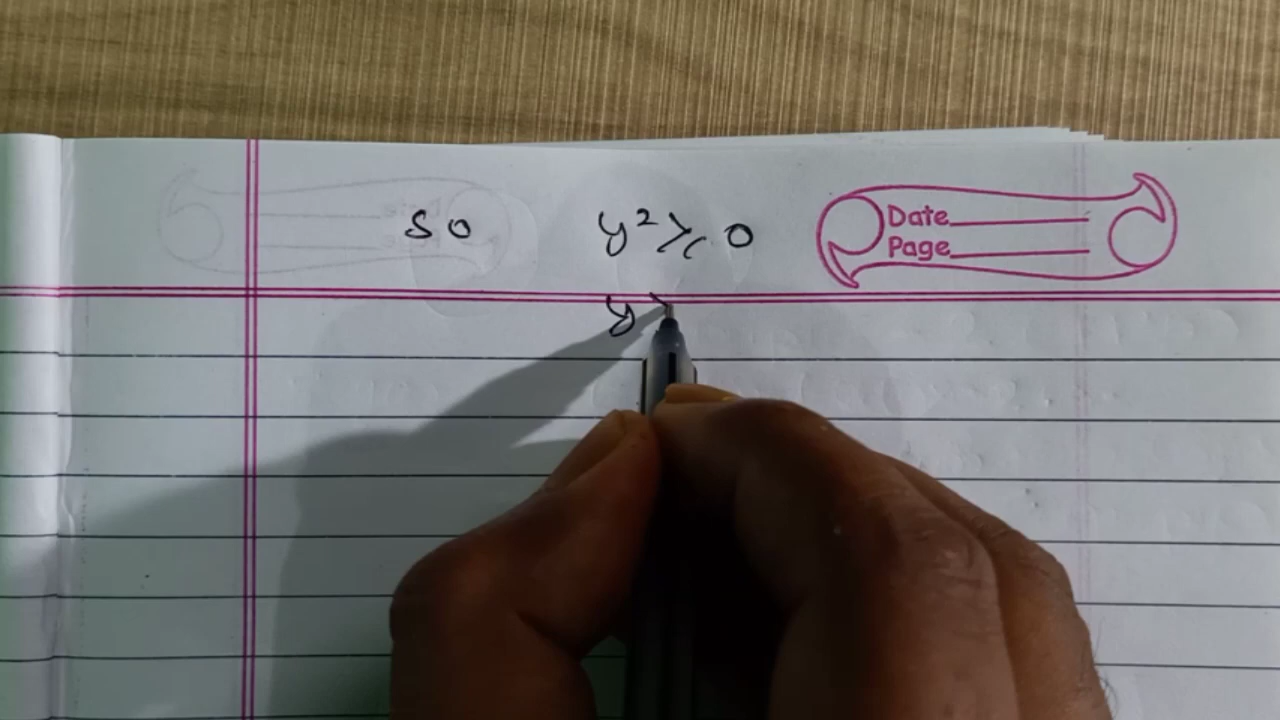 so y² ≥ 0
Date
Page
y >